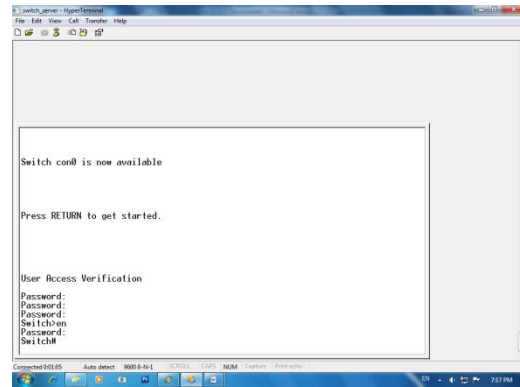 switch_server - HyperTerminal
File Edit View Call Transfer Help
Switch con0 is now available
Press RETURN to get started.
User Access Verification
Password:
Password:
Password:
Switch>en
Password:
Switch#
Connected 0:01:05 Auto detect 9600 8-N-1 SCROLL CAPS NUM Capture Print echo
EN 7:37 PM